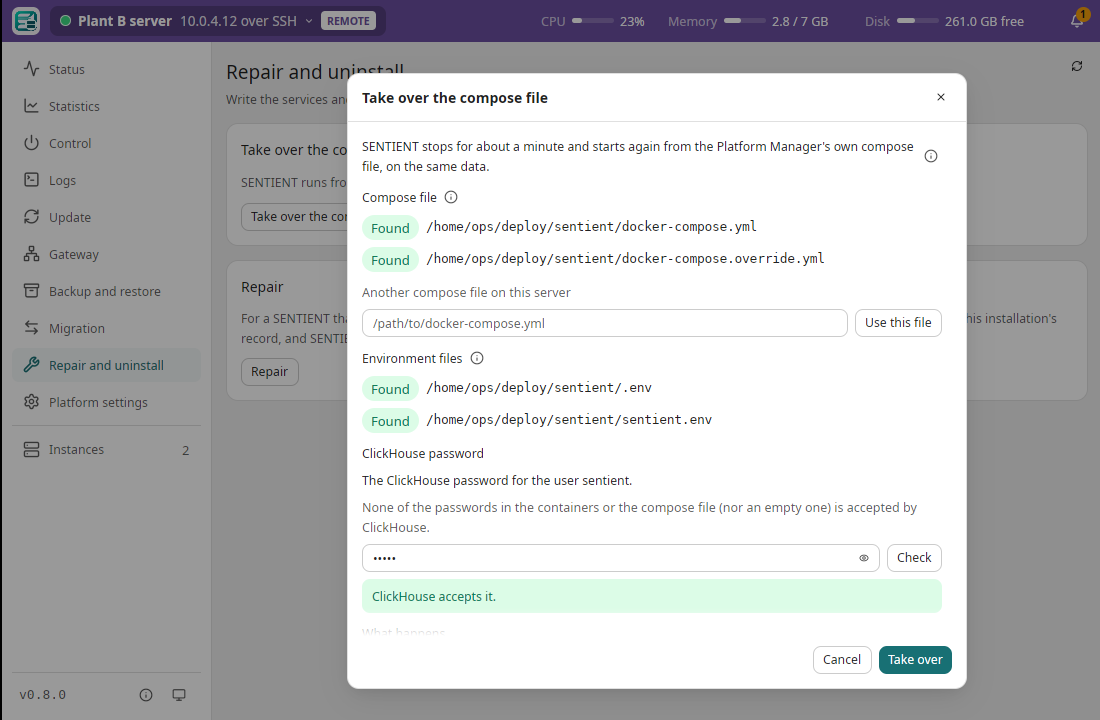 Plant B server 10.0.4.12 over SSH REMOTE
CPU 23% Memory 2.8 / 7 GB Disk 261.0 GB free 1
Status
Statistics
Control
Logs
Update
Gateway
Backup and restore
Migration
Repair and uninstall
Platform settings
Instances 2
v0.8.0
Repair and uninstall
Write the services an
Take over the co
SENTIENT runs fro
Take over the cor
Repair
For a SENTIENT tha
his installation's
record, and SENTIE
Repair
Take over the compose file
SENTIENT stops for about a minute and starts again from the Platform Manager's own compose
file, on the same data.
Compose file
Found /home/ops/deploy/sentient/docker-compose.yml
Found /home/ops/deploy/sentient/docker-compose.override.yml
Another compose file on this server
/path/to/docker-compose.yml Use this file
Environment files
Found /home/ops/deploy/sentient/.env
Found /home/ops/deploy/sentient/sentient.env
ClickHouse password
The ClickHouse password for the user sentient.
None of the passwords in the containers or the compose file (nor an empty one) is accepted by
ClickHouse.
••••• Check
ClickHouse accepts it.
What happens
Cancel Take over